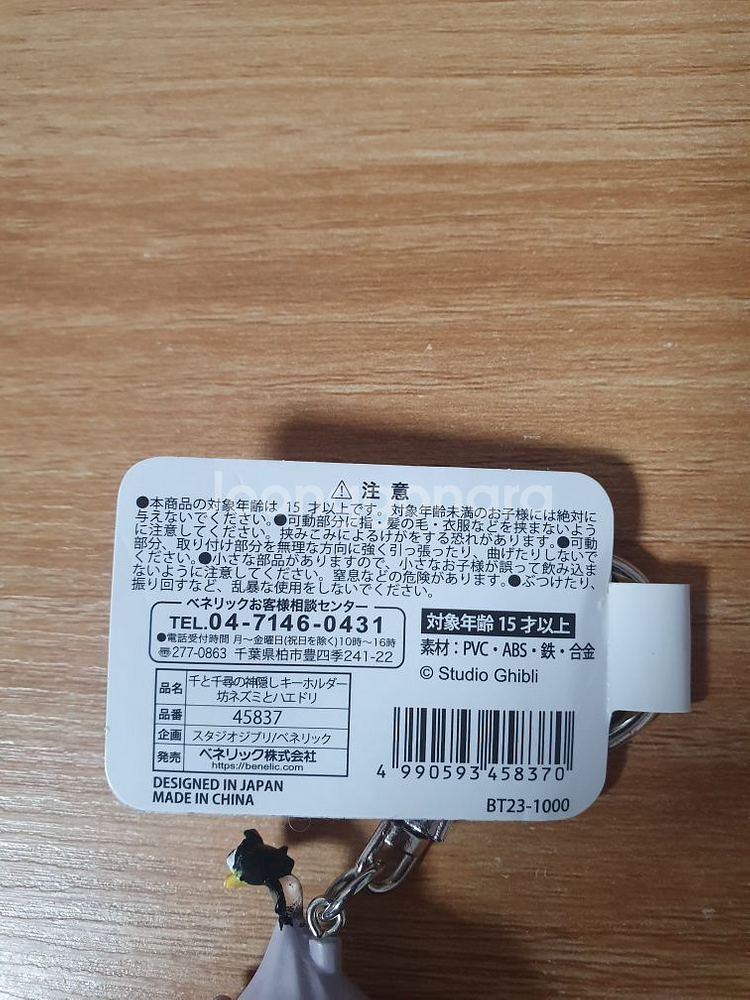 ⚠ 注意
●本商品の対象年齢は 15 才以上です。対象年齢未満のお子様には絶対に
与えないでください。●可動部分に指・髪の毛・衣服などを挟まないよう
に注意してください。挟みこみによるけがをする恐れがあります。●可動
部分、取り付け部分を無理な方向に強く引っ張ったり、曲げたりしないで
ください。●小さな部品がありますので、小さなお子様が誤って飲み込ま
ないように注意してください。窒息などの危険があります。●ぶつけたり、
振り回すなど、乱暴な使用をしないでください。
ベネリックお客様相談センター
TEL.04-7146-0431
●電話受付時間 月～金曜日(祝日を除く)10時～16時
〒277-0863 千葉県柏市豊四季241-22
対象年齢 15 才以上
素材：PVC・ABS・鉄・合金
© Studio Ghibli
品名 千と千尋の神隠しキーホルダー
坊ネズミとハエドリ
品番 45837
企画 スタジオジブリ/ベネリック
発売 ベネリック株式会社
https://benelic.com
DESIGNED IN JAPAN
MADE IN CHINA
4 990593 458370
BT23-1000